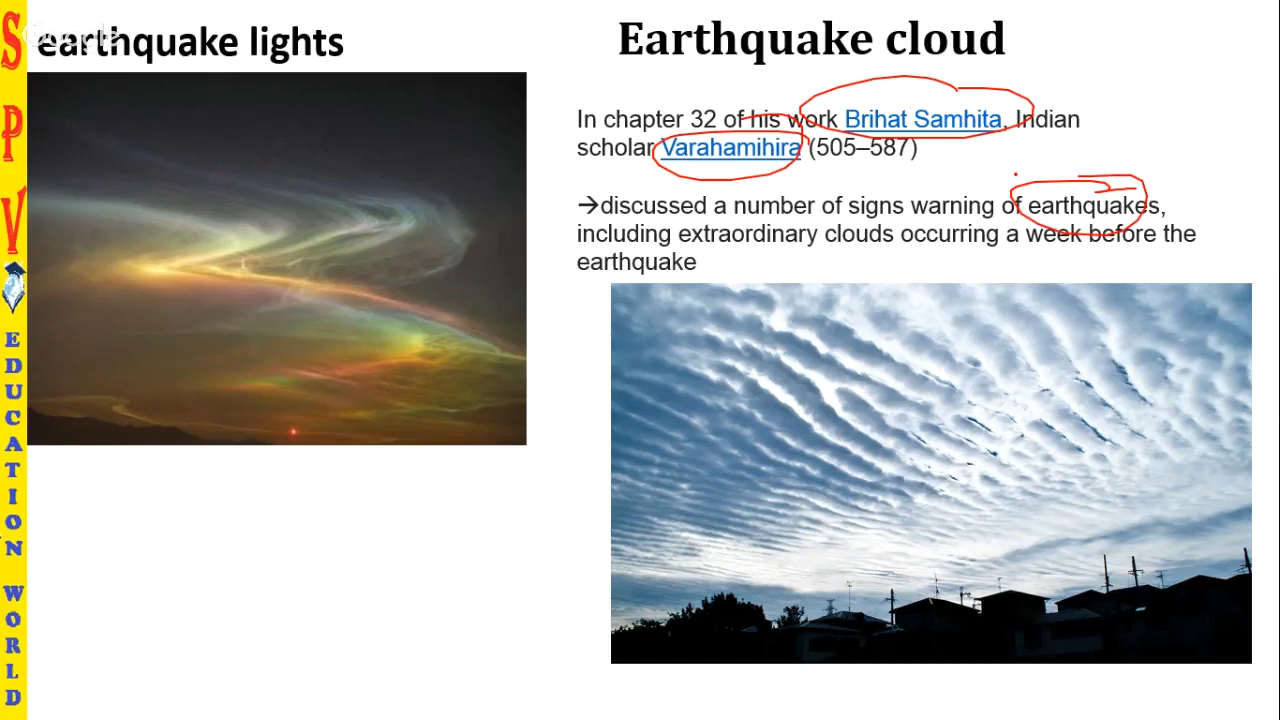 S P V
EDUCATION WORLD
Google
earthquake lights
Earthquake cloud
In chapter 32 of his work Brihat Samhita, Indian
scholar Varahamihira (505–587)
→discussed a number of signs warning of earthquakes,
including extraordinary clouds occurring a week before the
earthquake